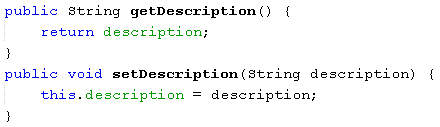 public String getDescription() {
    return description;
}
public void setDescription(String description) {
    this.description = description;
}